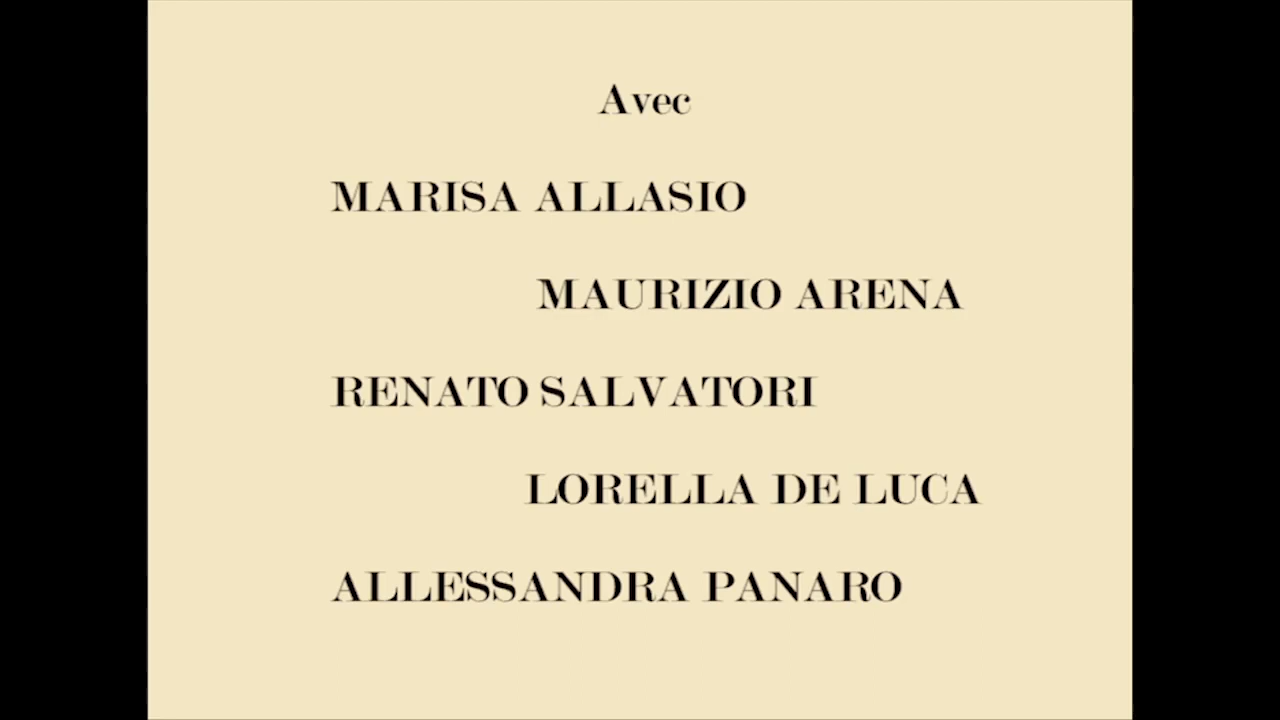 Avec
MARISA ALLASIO
MAURIZIO ARENA
RENATO SALVATORI
LORELLA DE LUCA
ALLESSANDRA PANARO